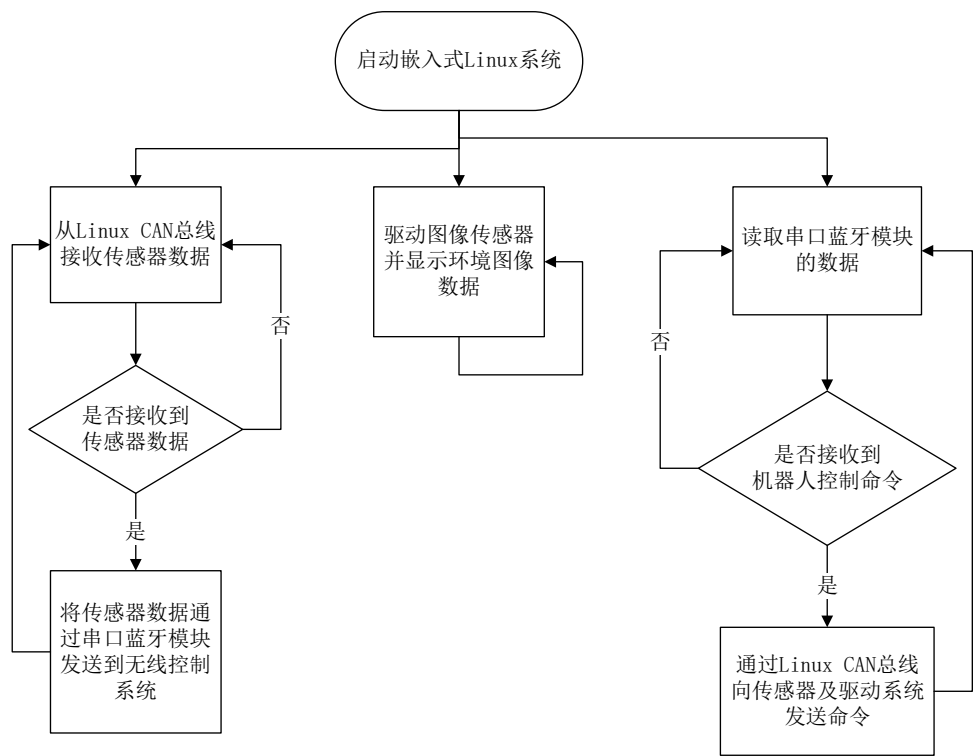 启动嵌入式Linux系统
从Linux CAN总线
接收传感器数据
否
是否接收到
传感器数据
是
将传感器数据通
过串口蓝牙模块
发送到无线控制
系统
驱动图像传感器
并显示环境图像
数据
读取串口蓝牙模块
的数据
否
是否接收到
机器人控制命令
是
通过Linux CAN总线
向传感器及驱动系统
发送命令